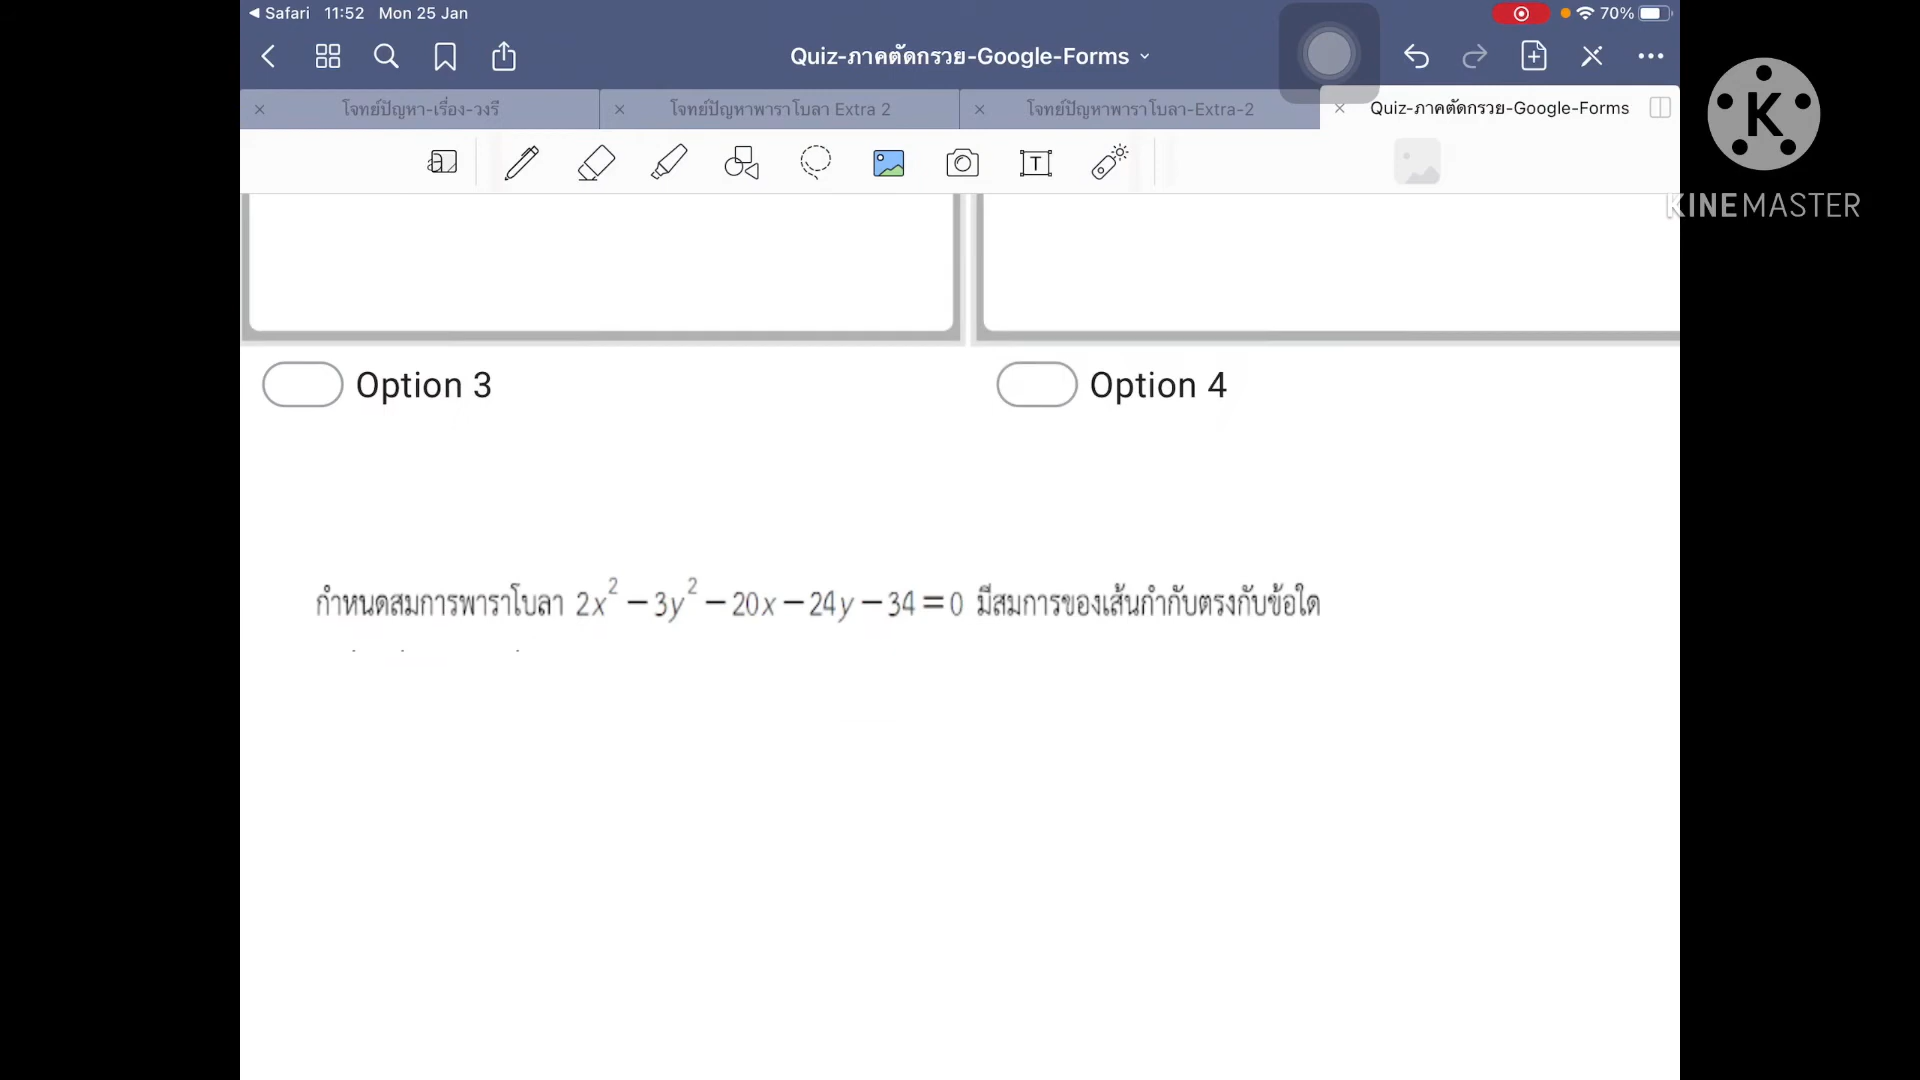 Safari 11:52 Mon 25 Jan
70%
Quiz-ภาคตัดกรวย-Google-Forms
โจทย์ปัญหา-เรื่อง-วงรี
โจทย์ปัญหาพาราโบลา Extra 2
โจทย์ปัญหาพาราโบลา-Extra-2
Quiz-ภาคตัดกรวย-Google-Forms
K
KINEMASTER
Option 3
Option 4
กำหนดสมการพาราโบลา 2x² − 3y² − 20x − 24y − 34 = 0 มีสมการของเส้นกำกับตรงกับข้อใด